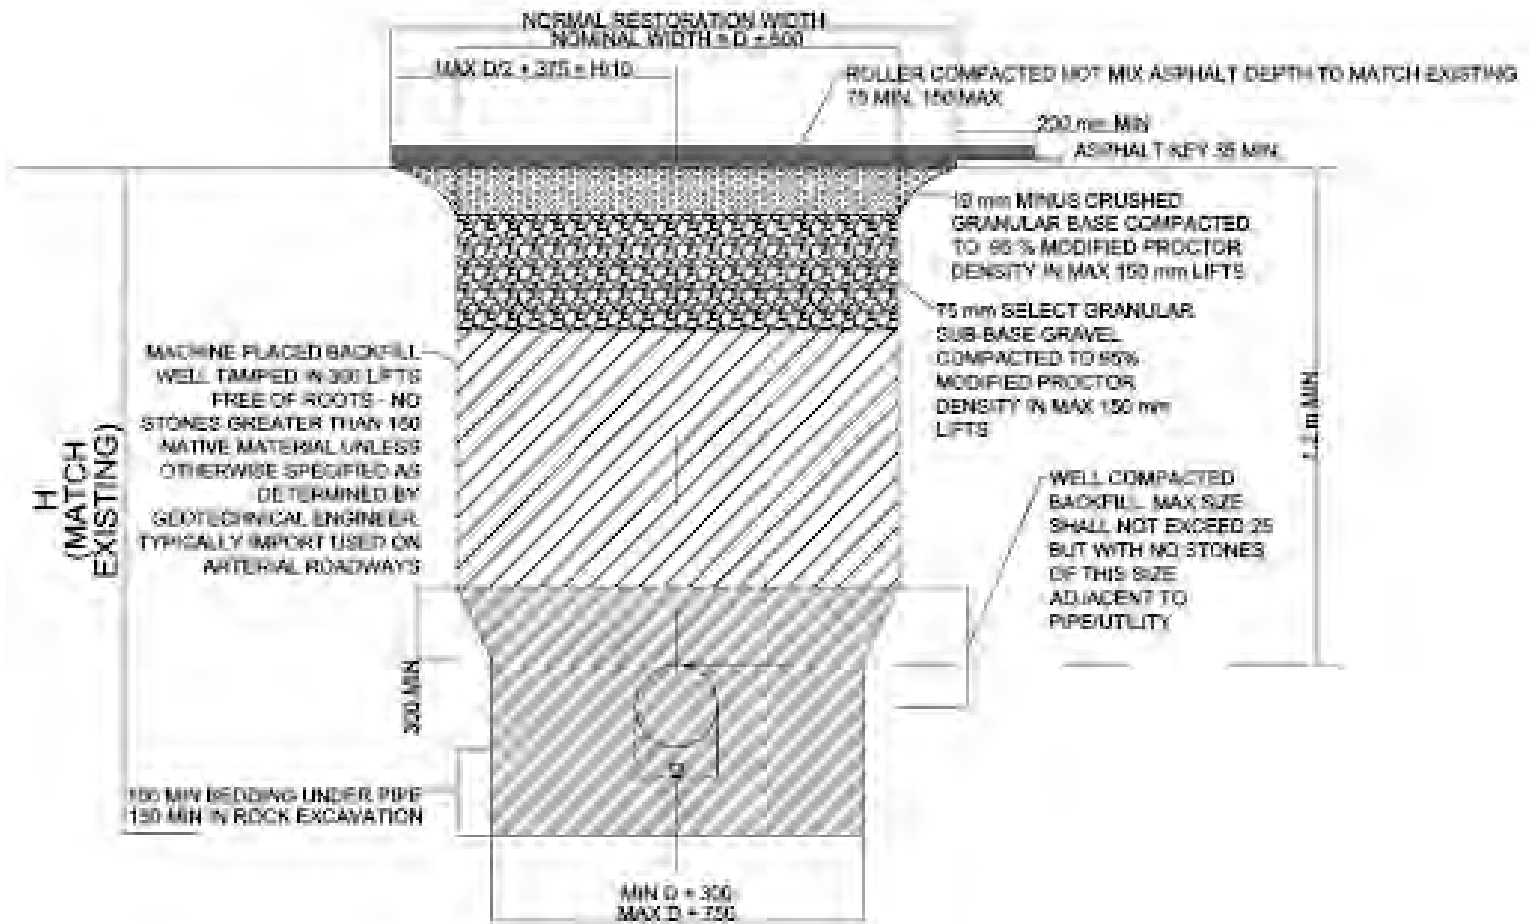 NORMAL RESTORATION WIDTH
NOMINAL WIDTH = D + 600
MAX D/2 + 375 + H/10
ROLLER COMPACTED HOT MIX ASPHALT DEPTH TO MATCH EXISTING
75 MIN. 150 MAX
200 mm MIN
ASPHALT KEY 35 MIN.
19 mm MINUS CRUSHED
GRANULAR BASE COMPACTED
TO 95 % MODIFIED PROCTOR
DENSITY IN MAX 150 mm LIFTS
75 mm SELECT GRANULAR
SUB-BASE GRAVEL
COMPACTED TO 95%
MODIFIED PROCTOR
DENSITY IN MAX 150 mm
LIFTS
MACHINE PLACED BACKFILL
WELL TAMPED IN 300 LIFTS
FREE OF ROOTS - NO
STONES GREATER THAN 150
NATIVE MATERIAL UNLESS
OTHERWISE SPECIFIED AS
DETERMINED BY
GEOTECHNICAL ENGINEER.
TYPICALLY IMPORT USED ON
ARTERIAL ROADWAYS
H
(MATCH
EXISTING)
1.2 m MIN
WELL COMPACTED
BACKFILL. MAX SIZE
SHALL NOT EXCEED 25
BUT WITH NO STONES
OF THIS SIZE
ADJACENT TO
PIPE/UTILITY
300 MIN
D
100 MIN BEDDING UNDER PIPE
150 MIN IN ROCK EXCAVATION
MIN D + 300
MAX D + 750